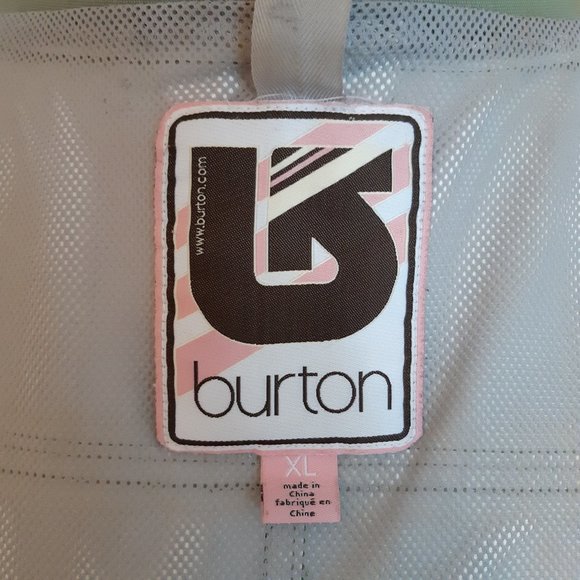 www.burton.com
burton
XL
made in
China
fabriqué en
Chine